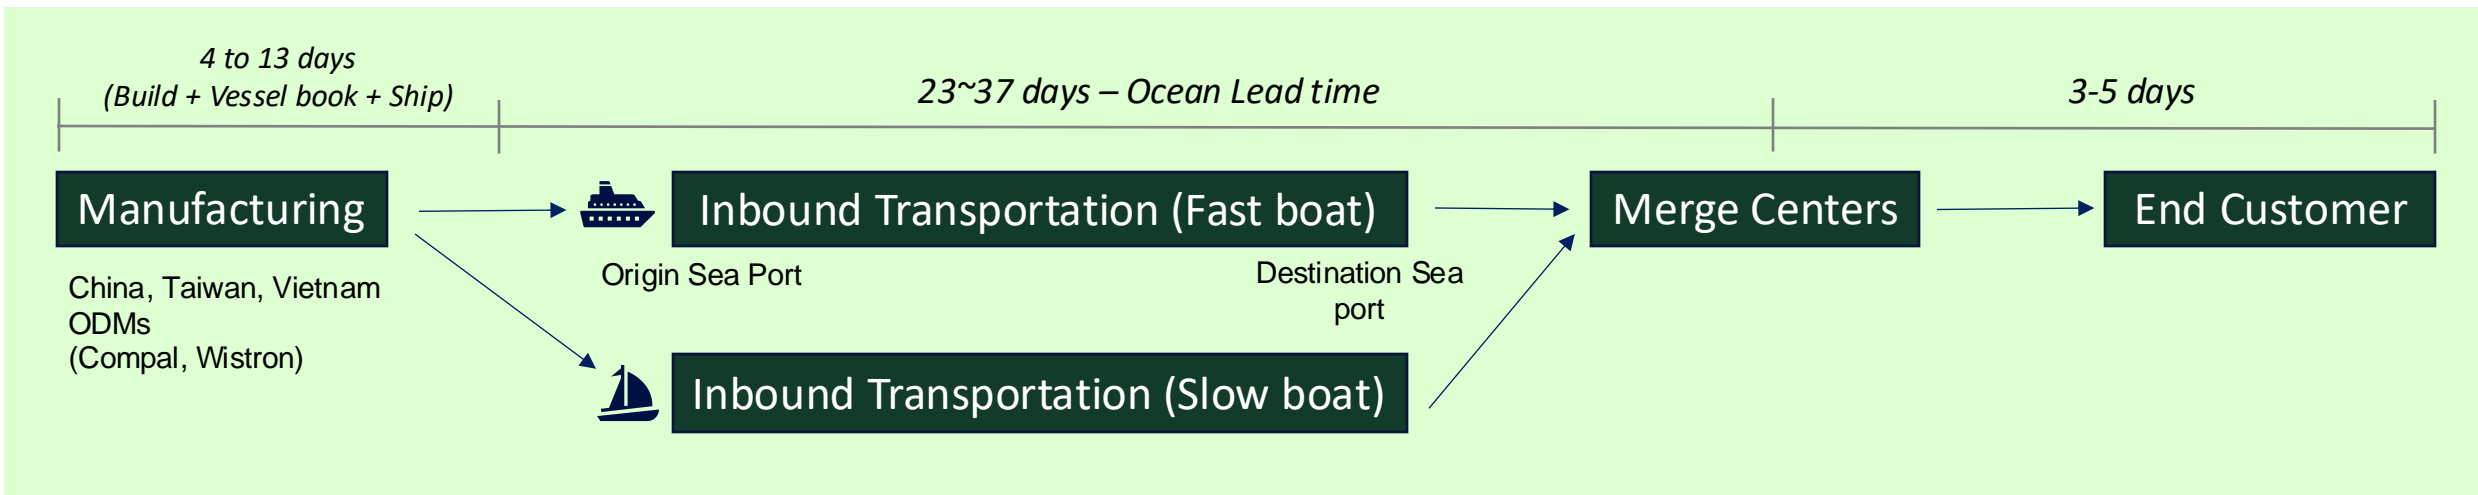 4 to 13 days
(Build + Vessel book + Ship)
23~37 days – Ocean Lead time
3-5 days
Manufacturing
Inbound Transportation (Fast boat)
Merge Centers
End Customer
China, Taiwan, Vietnam
ODMs
(Compal, Wistron)
Origin Sea Port
Destination Sea
port
Inbound Transportation (Slow boat)